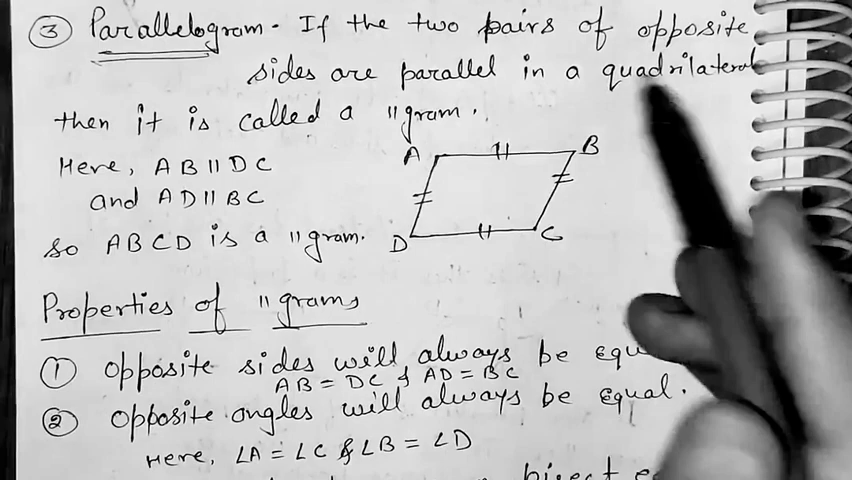 ③ Parallelogram. If the two pairs of opposite
sides are parallel in a quadrilateral
then it is called a ||gram.
Here, AB || DC
and AD || BC
So ABCD is a ||gram.
A B
D C
Properties of ||grams
① Opposite sides will always be equ
AB = DC & AD = BC
② Opposite angles will always be equal.
Here, ∠A = ∠C & ∠B = ∠D
bisect